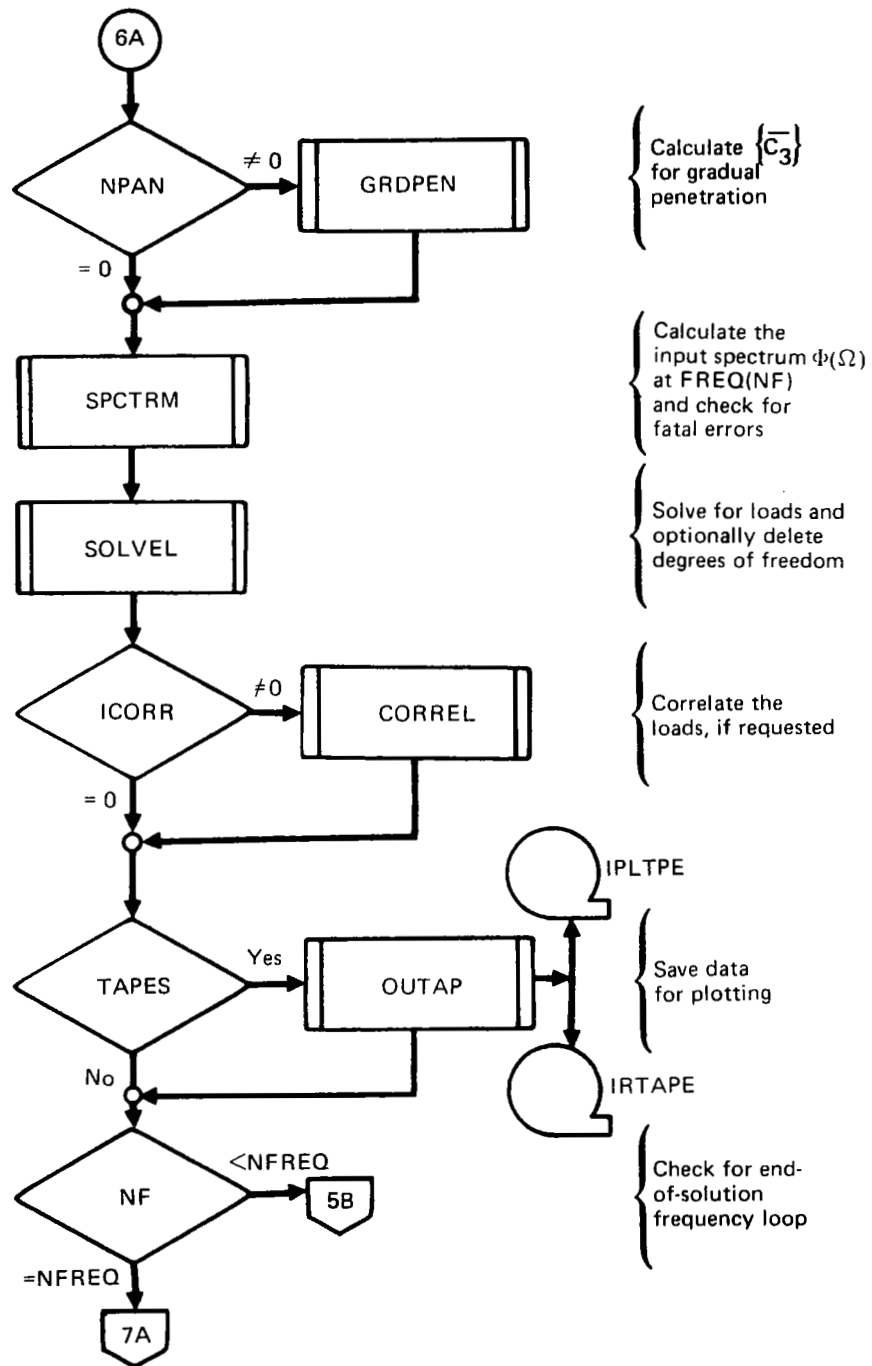 6A
NPAN
≠ 0
GRDPEN
= 0
Calculate {C̅₃}
for gradual
penetration
SPCTRM
Calculate the
input spectrum Φ(Ω)
at FREQ(NF)
and check for
fatal errors
SOLVEL
Solve for loads and
optionally delete
degrees of freedom
ICORR
≠0
CORREL
= 0
Correlate the
loads, if requested
TAPES
Yes
OUTAP
No
IPLTPE
IRTAPE
Save data
for plotting
NF
<NFREQ
5B
=NFREQ
7A
Check for end-
of-solution
frequency loop